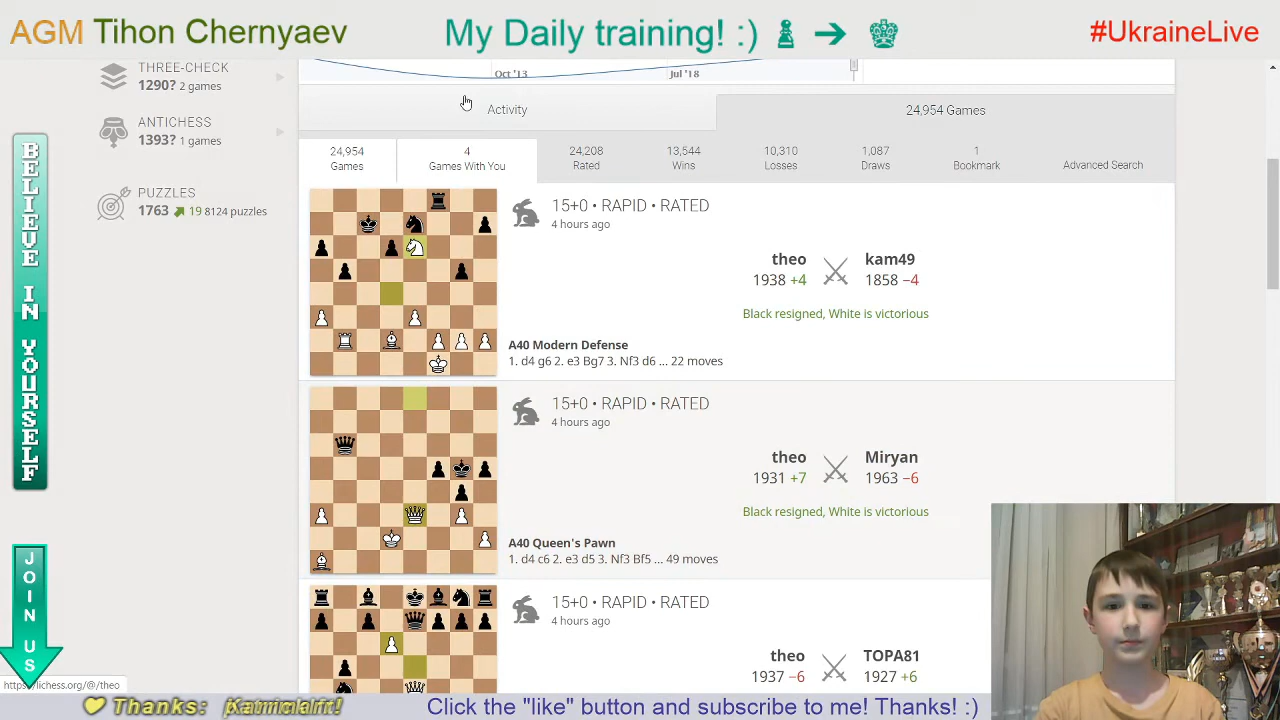 AGM Tihon Chernyaev
My Daily training! :)
#UkraineLive
THREE-CHECK
1290? 2 games
ANTICHESS
1393? 1 games
PUZZLES
1763 19 8124 puzzles
BELIEVE IN YOURSELF
JOIN US
Oct '13
Jul '18
Activity
24,954 Games
24,954 Games
4 Games With You
24,208 Rated
13,544 Wins
10,310 Losses
1,087 Draws
1 Bookmark
Advanced Search
15+0 • RAPID • RATED
4 hours ago
theo kam49
1938 +4 1858 −4
Black resigned, White is victorious
A40 Modern Defense
1. d4 g6 2. e3 Bg7 3. Nf3 d6 ... 22 moves
15+0 • RAPID • RATED
4 hours ago
theo Miryan
1931 +7 1963 −6
Black resigned, White is victorious
A40 Queen's Pawn
1. d4 c6 2. e3 d5 3. Nf3 Bf5 ... 49 moves
15+0 • RAPID • RATED
4 hours ago
theo TOPA81
1937 −6 1927 +6
https://lichess.org/@/theo
Thanks:
Click the "like" button and subscribe to me! Thanks! :)